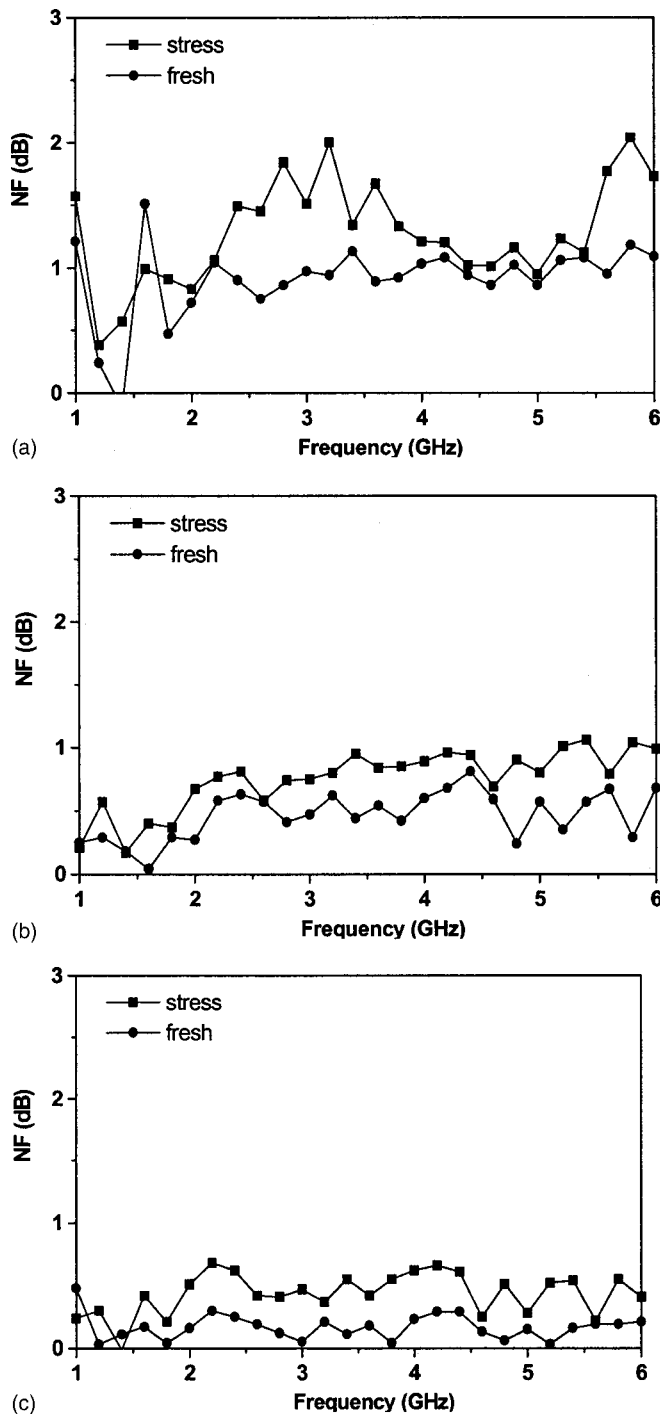 3
stress
fresh
2
NF (dB)
1
0
1 2 3 4 5 6
Frequency (GHz)
(a)
3
stress
fresh
2
NF (dB)
1
0
1 2 3 4 5 6
Frequency (GHz)
(b)
3
stress
fresh
2
NF (dB)
1
0
1 2 3 4 5 6
Frequency (GHz)
(c)